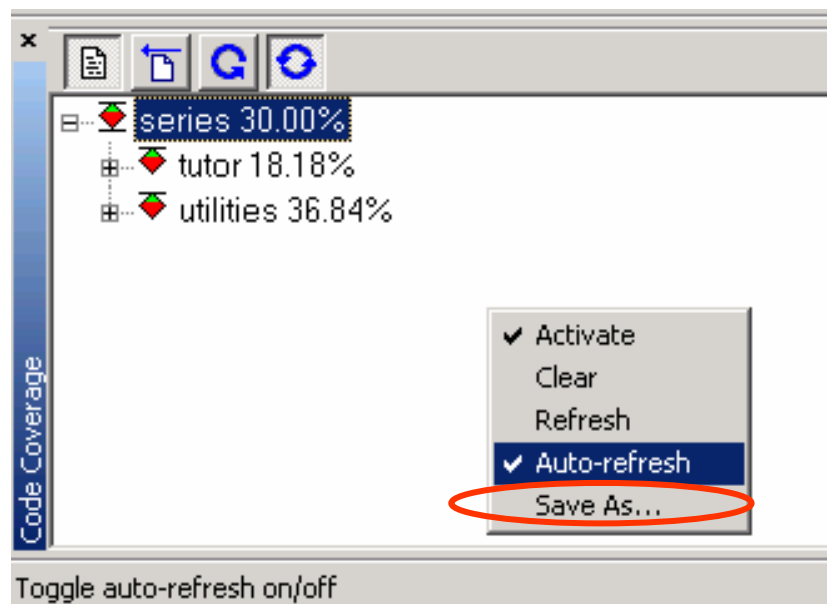 series 30.00%
tutor 18.18%
utilities 36.84%
Activate
Clear
Refresh
Auto-refresh
Save As...
Code Coverage
Toggle auto-refresh on/off